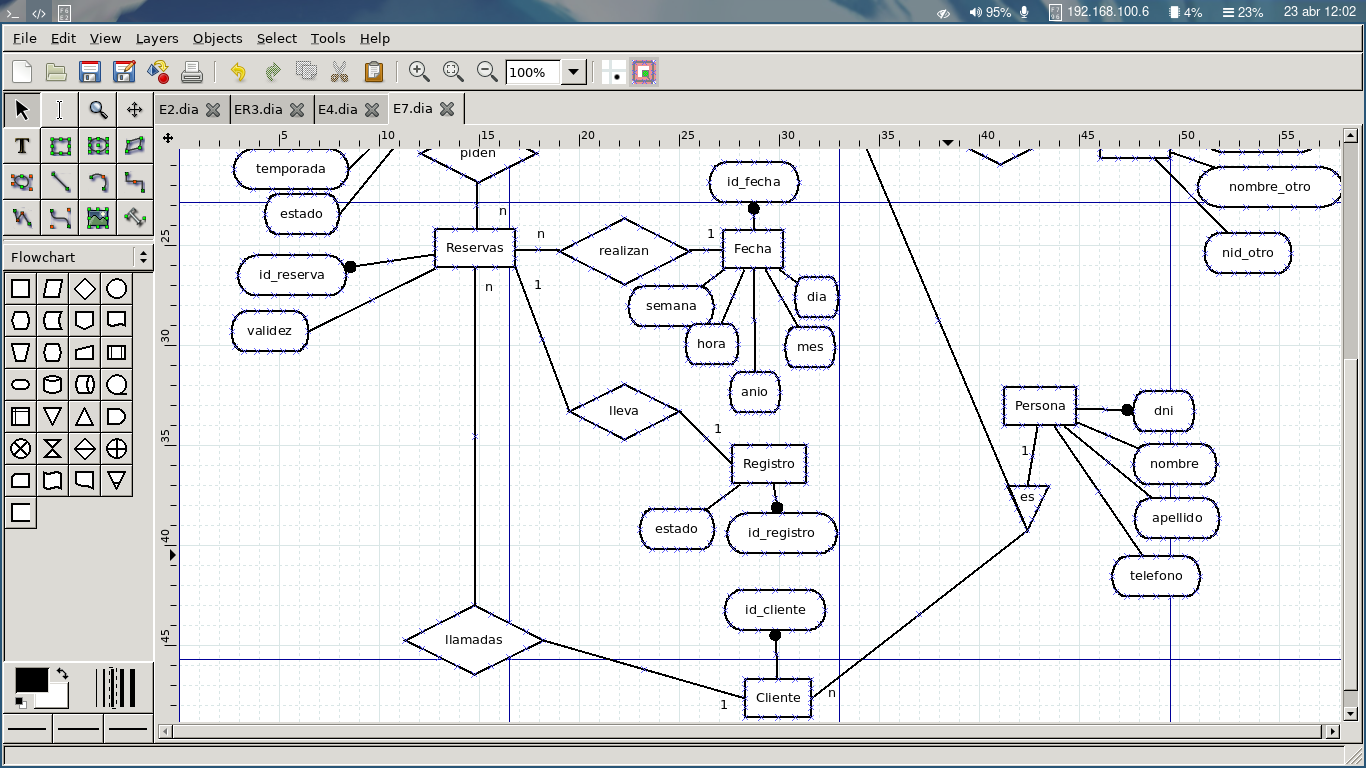 95% 192.168.100.6 4% 23% 23 abr 12:02
File Edit View Layers Objects Select Tools Help
100%
E2.dia ER3.dia E4.dia E7.dia
5 10 15 20 25 30 35 40 45 50 55
T
Flowchart
25
30
35
40
45
piden
temporada
estado
n
id_fecha
nombre_otro
nid_otro
Reservas
n
realizan
1
Fecha
id_reserva
validez
n
1
semana
dia
hora
mes
anio
lleva
1
Registro
estado
id_registro
Persona
dni
1
nombre
es
apellido
telefono
id_cliente
llamadas
1
Cliente
n